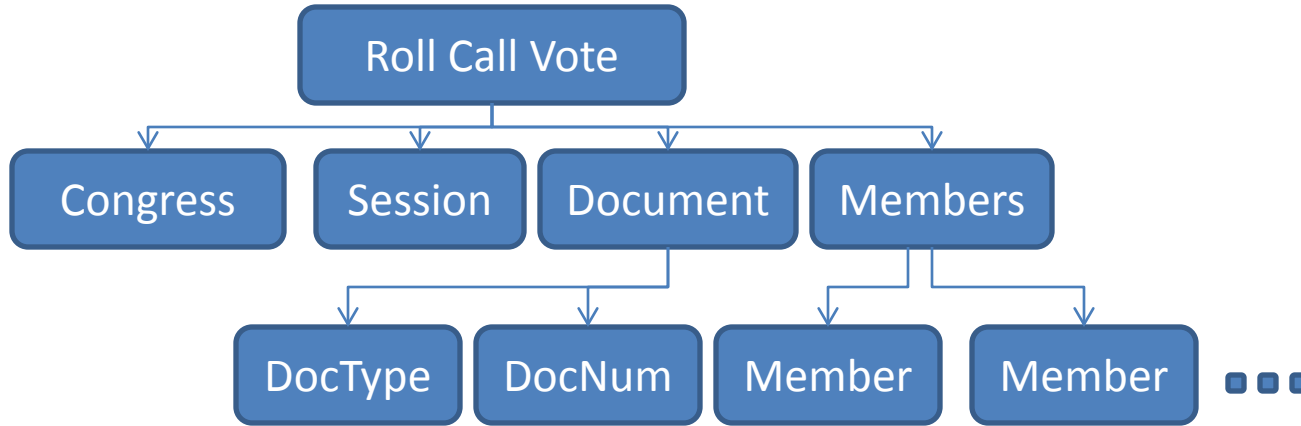 Roll Call Vote
Congress
Session
Document
Members
DocType
DocNum
Member
Member